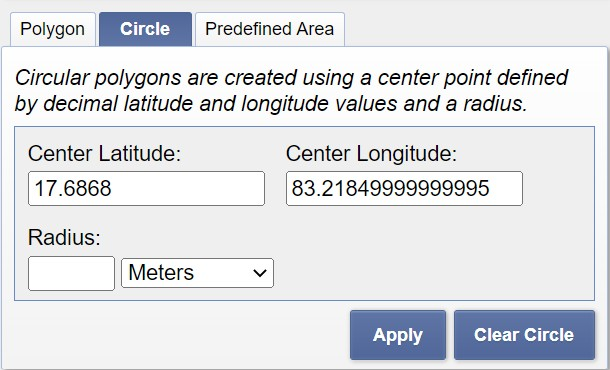 Polygon Circle Predefined Area
Circular polygons are created using a center point defined
by decimal latitude and longitude values and a radius.
Center Latitude: Center Longitude:
17.6868 83.21849999999995
Radius:
Meters
Apply Clear Circle